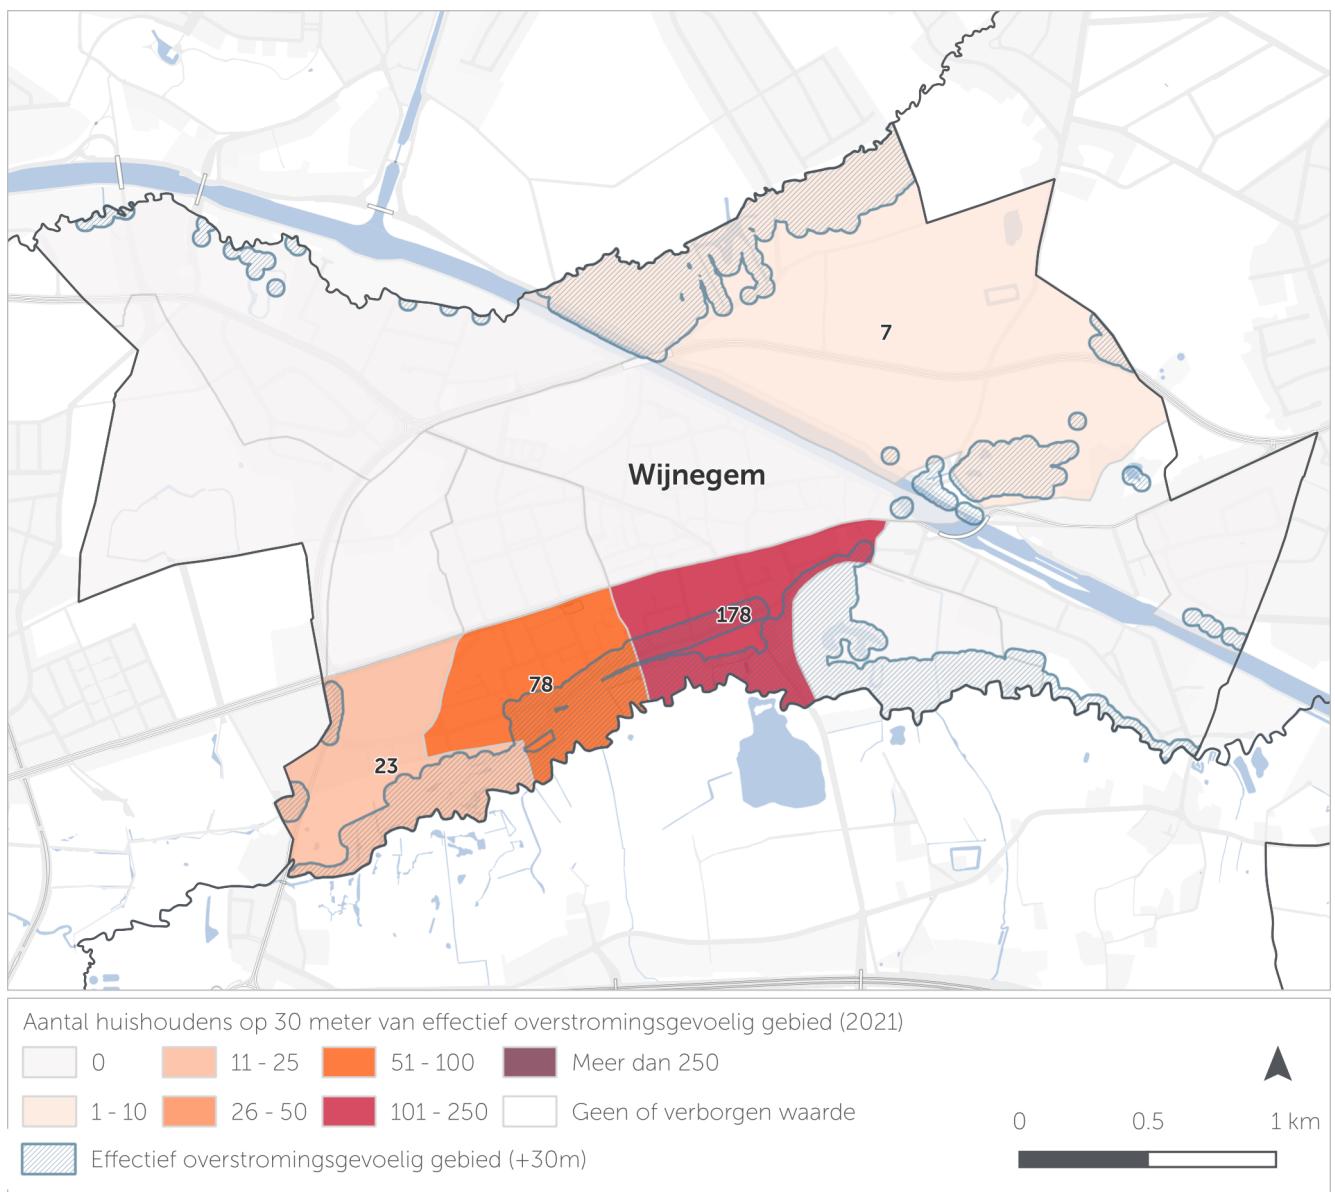 7
Wijnegem
178
78
23
Aantal huishoudens op 30 meter van effectief overstromingsgevoelig gebied (2021)
0 11 - 25 51 - 100 Meer dan 250
1 - 10 26 - 50 101 - 250 Geen of verborgen waarde
0 0.5 1 km
Effectief overstromingsgevoelig gebied (+30m)